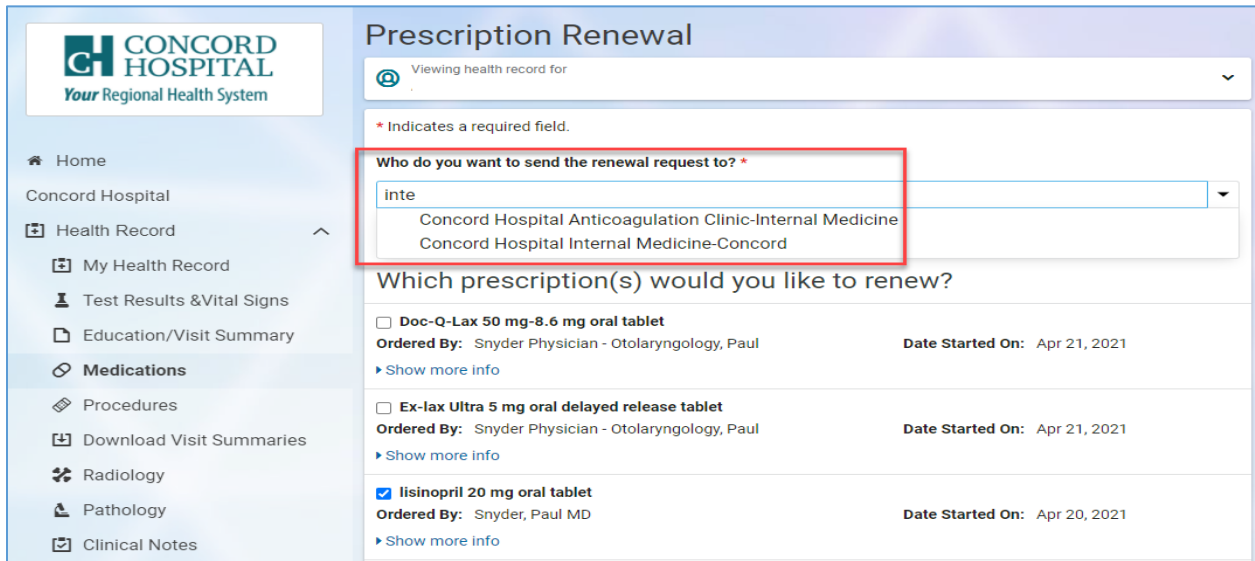 CONCORD
HOSPITAL
Your Regional Health System
Home
Concord Hospital
Health Record
My Health Record
Test Results &Vital Signs
Education/Visit Summary
Medications
Procedures
Download Visit Summaries
Radiology
Pathology
Clinical Notes
Prescription Renewal
Viewing health record for
* Indicates a required field.
Who do you want to send the renewal request to? *
inte
Concord Hospital Anticoagulation Clinic-Internal Medicine
Concord Hospital Internal Medicine-Concord
Which prescription(s) would you like to renew?
Doc-Q-Lax 50 mg-8.6 mg oral tablet
Ordered By: Snyder Physician - Otolaryngology, Paul Date Started On: Apr 21, 2021
Show more info
Ex-lax Ultra 5 mg oral delayed release tablet
Ordered By: Snyder Physician - Otolaryngology, Paul Date Started On: Apr 21, 2021
Show more info
lisinopril 20 mg oral tablet
Ordered By: Snyder, Paul MD Date Started On: Apr 20, 2021
Show more info